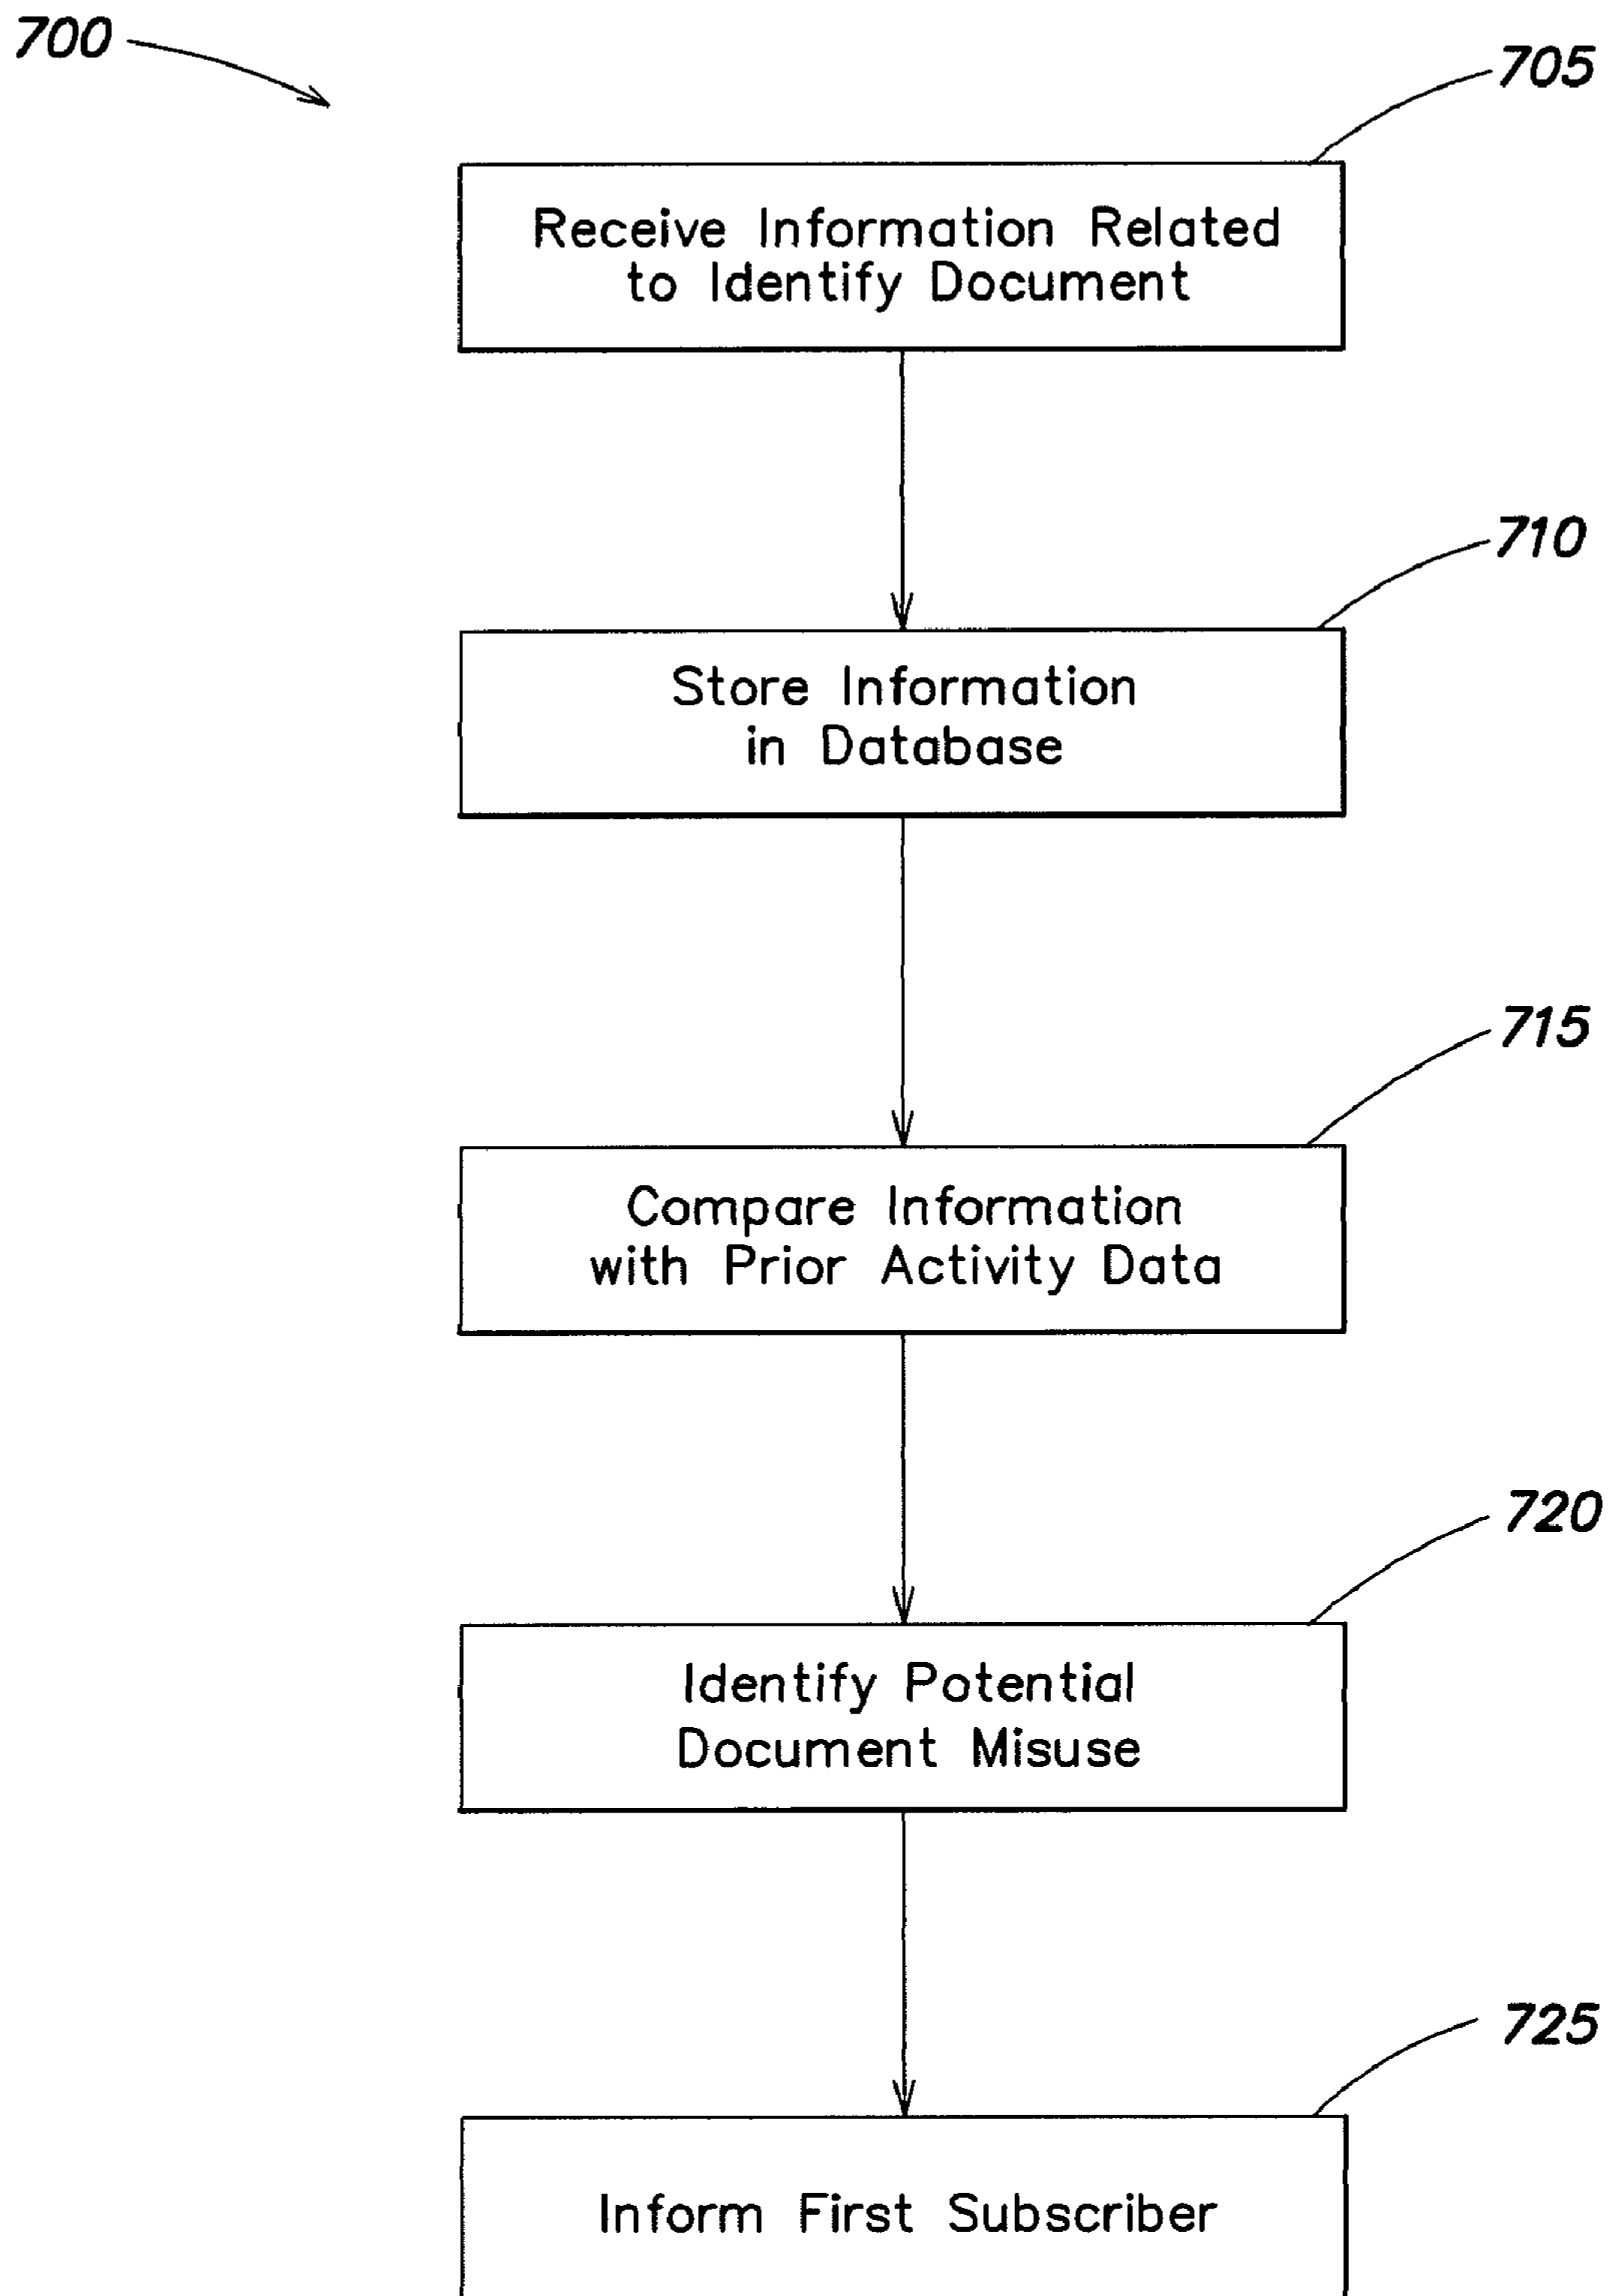 700
705
Receive Information Related
to Identify Document
710
Store Information
in Database
715
Compare Information
with Prior Activity Data
720
Identify Potential
Document Misuse
725
Inform First Subscriber